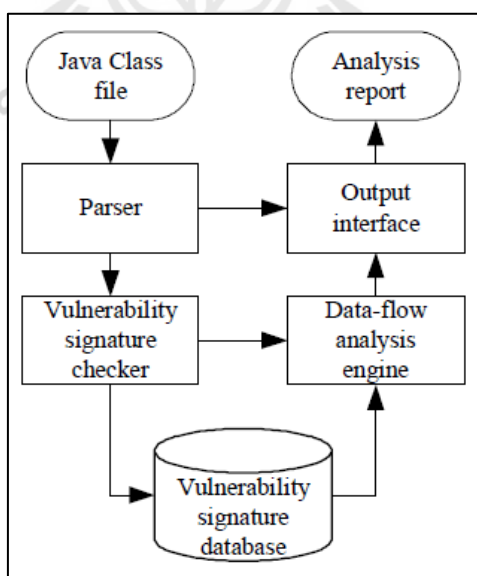 Java Class
file
Analysis
report
Parser
Output
interface
Vulnerability
signature
checker
Data-flow
analysis
engine
Vulnerability
signature
database